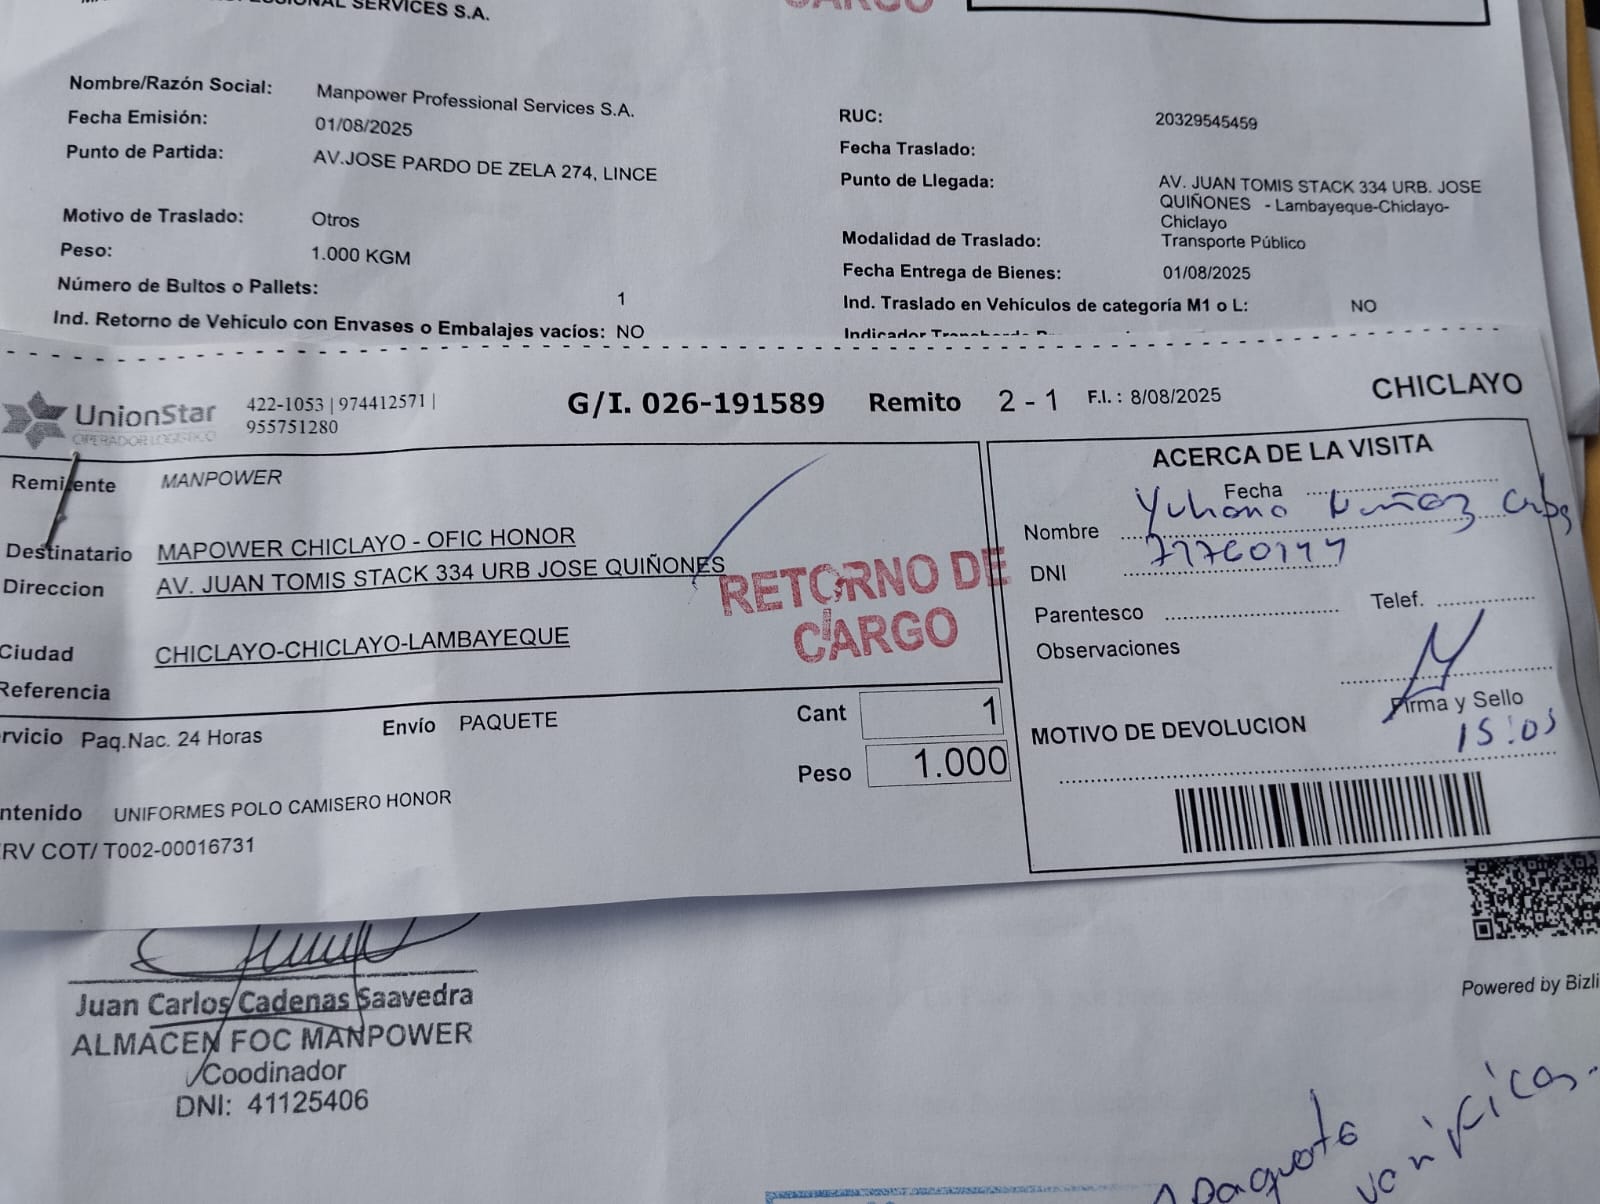 SERVICES S.A.
CARGO
Nombre/Razón Social: Manpower Professional Services S.A.
Fecha Emisión: 01/08/2025
Punto de Partida: AV.JOSE PARDO DE ZELA 274, LINCE
Motivo de Traslado: Otros
Peso: 1.000 KGM
Número de Bultos o Pallets: 1
Ind. Retorno de Vehículo con Envases o Embalajes vacíos: NO
RUC: 20329545459
Fecha Traslado:
Punto de Llegada: AV. JUAN TOMIS STACK 334 URB. JOSE
QUIÑONES - Lambayeque-Chiclayo-
Chiclayo
Modalidad de Traslado: Transporte Público
Fecha Entrega de Bienes: 01/08/2025
Ind. Traslado en Vehículos de categoría M1 o L: NO
Indicador
UnionStar
OPERADOR LOGISTICO
422-1053 | 974412571 |
955751280
G/I. 026-191589 Remito 2 - 1 F.I. : 8/08/2025 CHICLAYO
Remitente MANPOWER
Destinatario MAPOWER CHICLAYO - OFIC HONOR
Direccion AV. JUAN TOMIS STACK 334 URB JOSE QUIÑONES
Ciudad CHICLAYO-CHICLAYO-LAMBAYEQUE
Referencia
RETORNO DE
CARGO
rvicio Paq.Nac. 24 Horas Envío PAQUETE
Cant 1
Peso 1.000
ntenido UNIFORMES POLO CAMISERO HONOR
RV COT/ T002-00016731
ACERCA DE LA VISITA
Fecha
Nombre Muñoz
DNI
Parentesco Telef.
Observaciones
Firma y Sello
MOTIVO DE DEVOLUCION
15:05
Powered by Bizli
Juan Carlos Cadenas Saavedra
ALMACEN FOC MANPOWER
Coodinador
DNI: 41125406
paquete